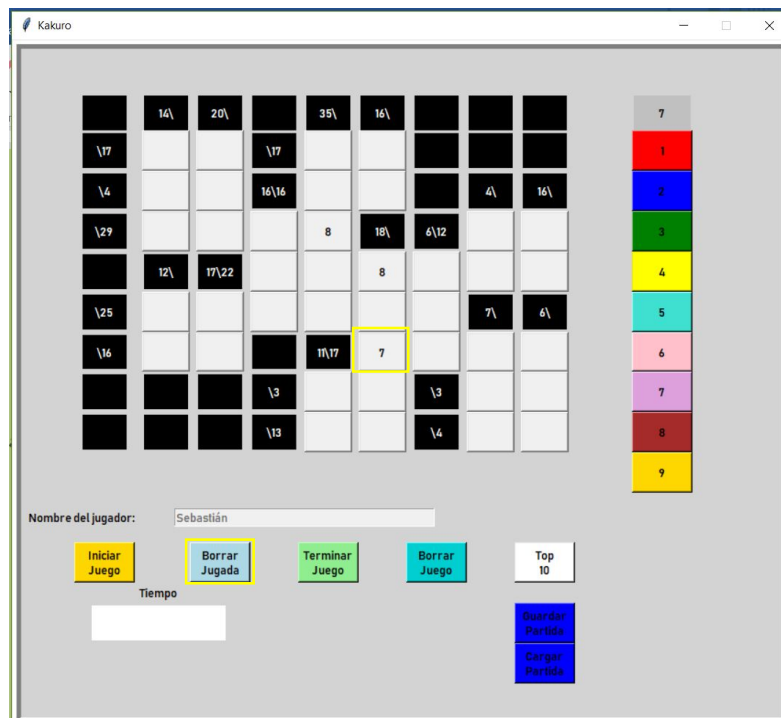 Kakuro
14\ 20\ 35\ 16\ 7
\17 \17 1
\4 16\16 4\ 16\ 2
\29 8 18\ 6\12 3
12\ 17\22 8 4
\25 7\ 6\ 5
\16 11\17 7 6
\3 \3 7
\13 \4 8
9
Nombre del jugador: Sebastián
Iniciar Juego Borrar Jugada Terminar Juego Borrar Juego Top 10
Tiempo
Guardar Partida
Cargar Partida